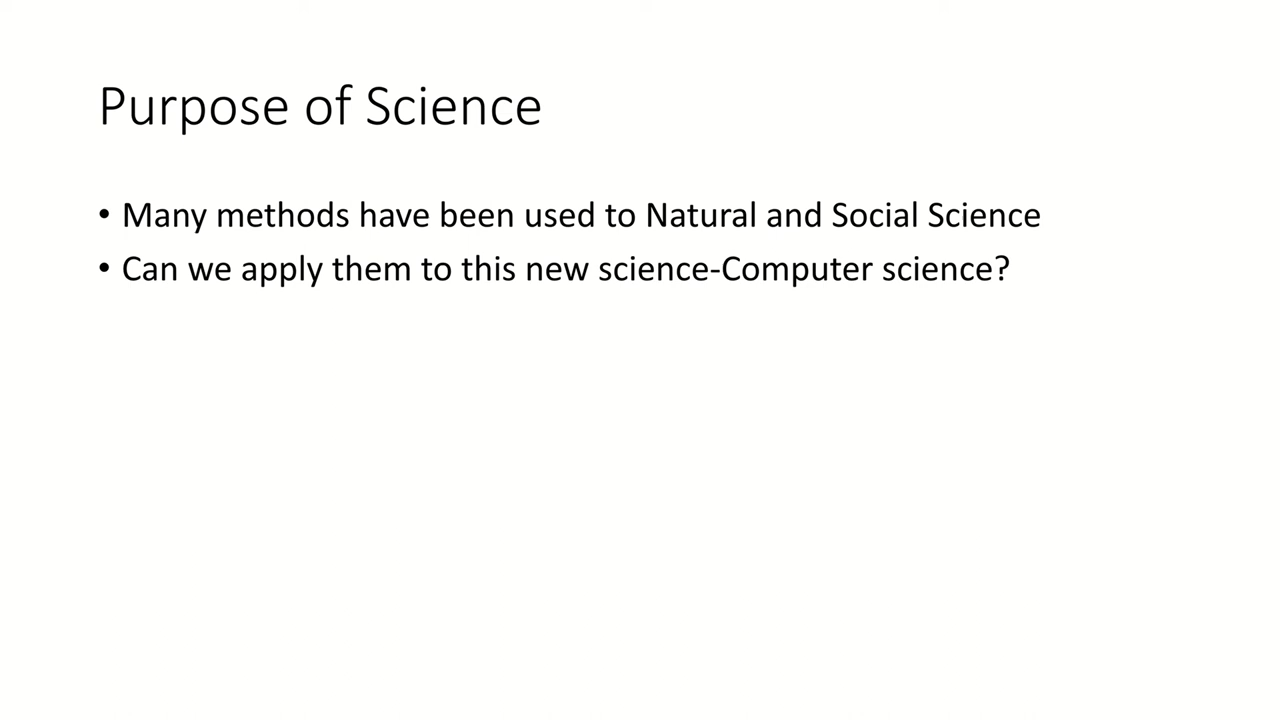 Purpose of Science
• Many methods have been used to Natural and Social Science
• Can we apply them to this new science-Computer science?